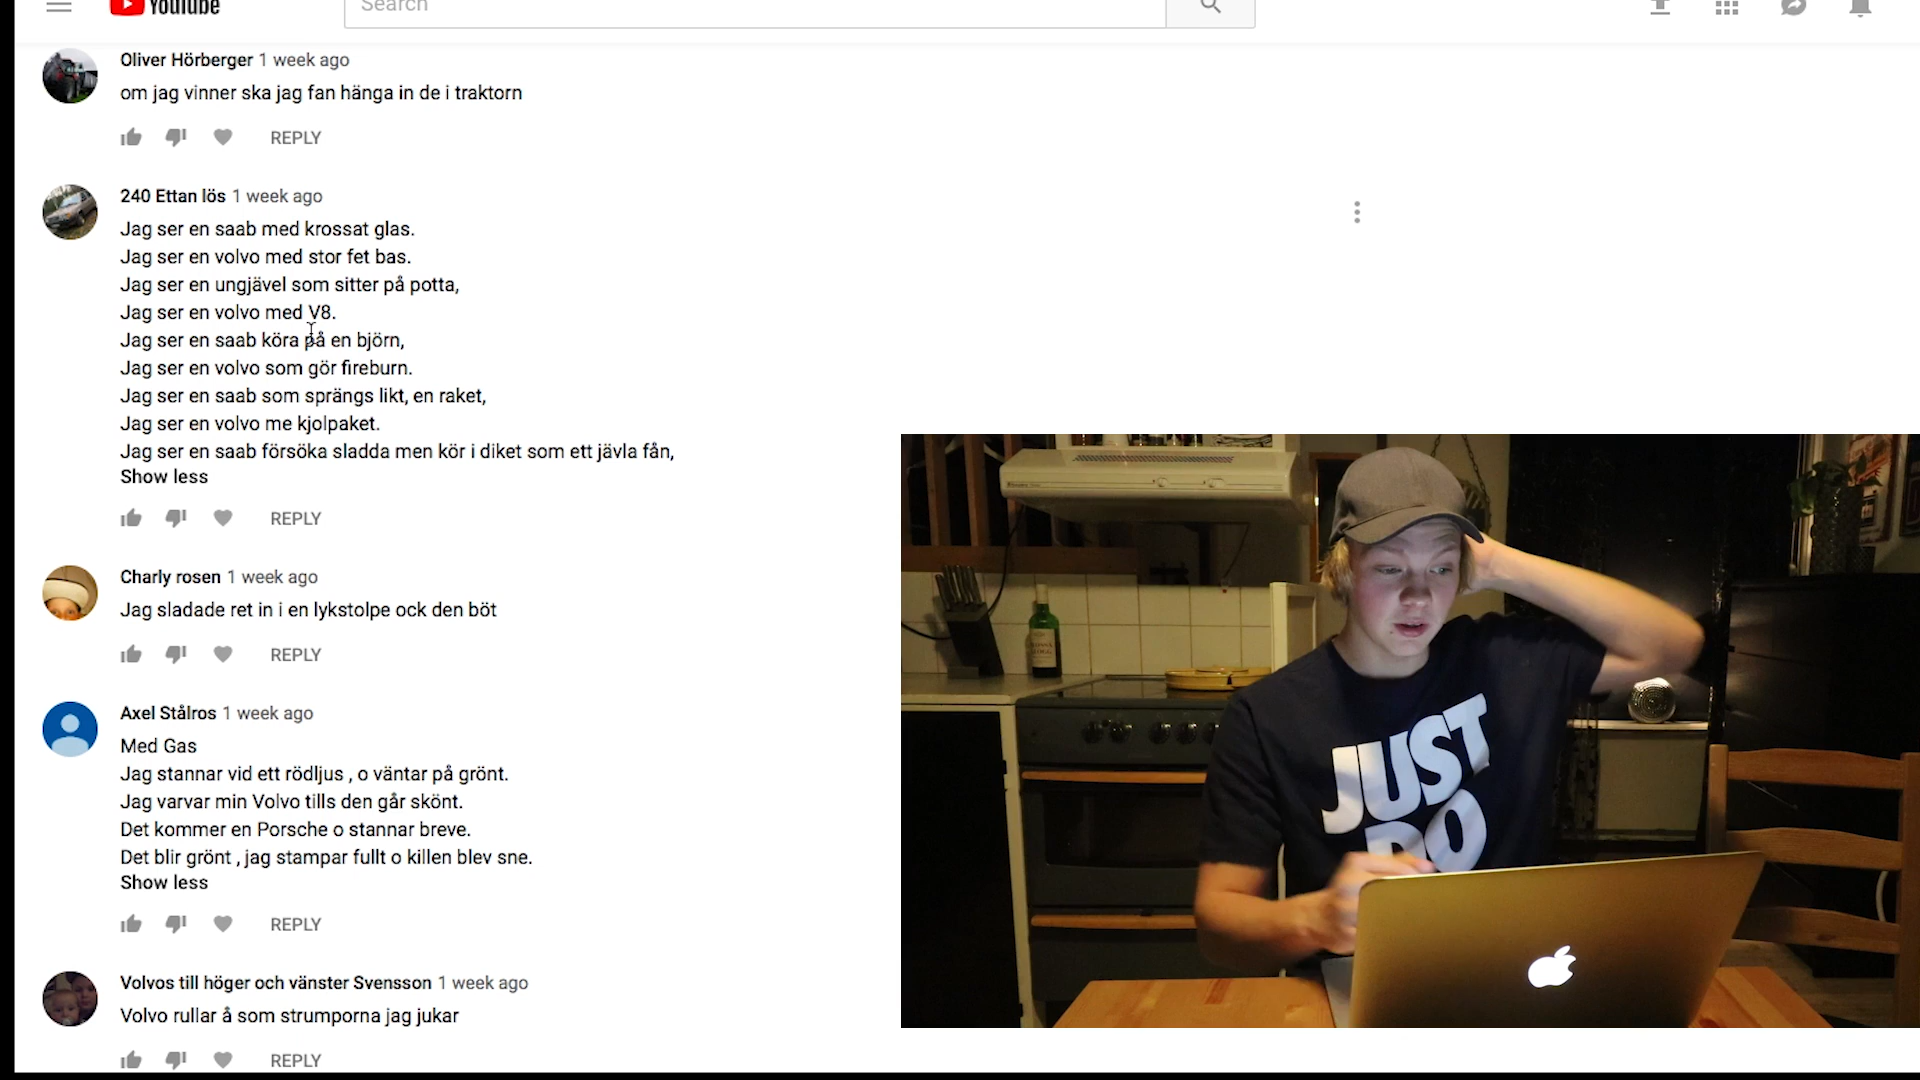 YouTube
Search
Oliver Hörberger 1 week ago
om jag vinner ska jag fan hänga in de i traktorn
REPLY
240 Ettan lös 1 week ago
Jag ser en saab med krossat glas.
Jag ser en volvo med stor fet bas.
Jag ser en ungjävel som sitter på potta,
Jag ser en volvo med V8.
Jag ser en saab köra på en björn,
Jag ser en volvo som gör fireburn.
Jag ser en saab som sprängs likt, en raket,
Jag ser en volvo me kjolpaket.
Jag ser en saab försöka sladda men kör i diket som ett jävla fån,
Show less
REPLY
Charly rosen 1 week ago
Jag sladade ret in i en lykstolpe ock den böt
REPLY
Axel Stålros 1 week ago
Med Gas
Jag stannar vid ett rödljus , o väntar på grönt.
Jag varvar min Volvo tills den går skönt.
Det kommer en Porsche o stannar breve.
Det blir grönt , jag stampar fullt o killen blev sne.
Show less
REPLY
Volvos till höger och vänster Svensson 1 week ago
Volvo rullar å som strumporna jag jukar
REPLY
JUST
DO